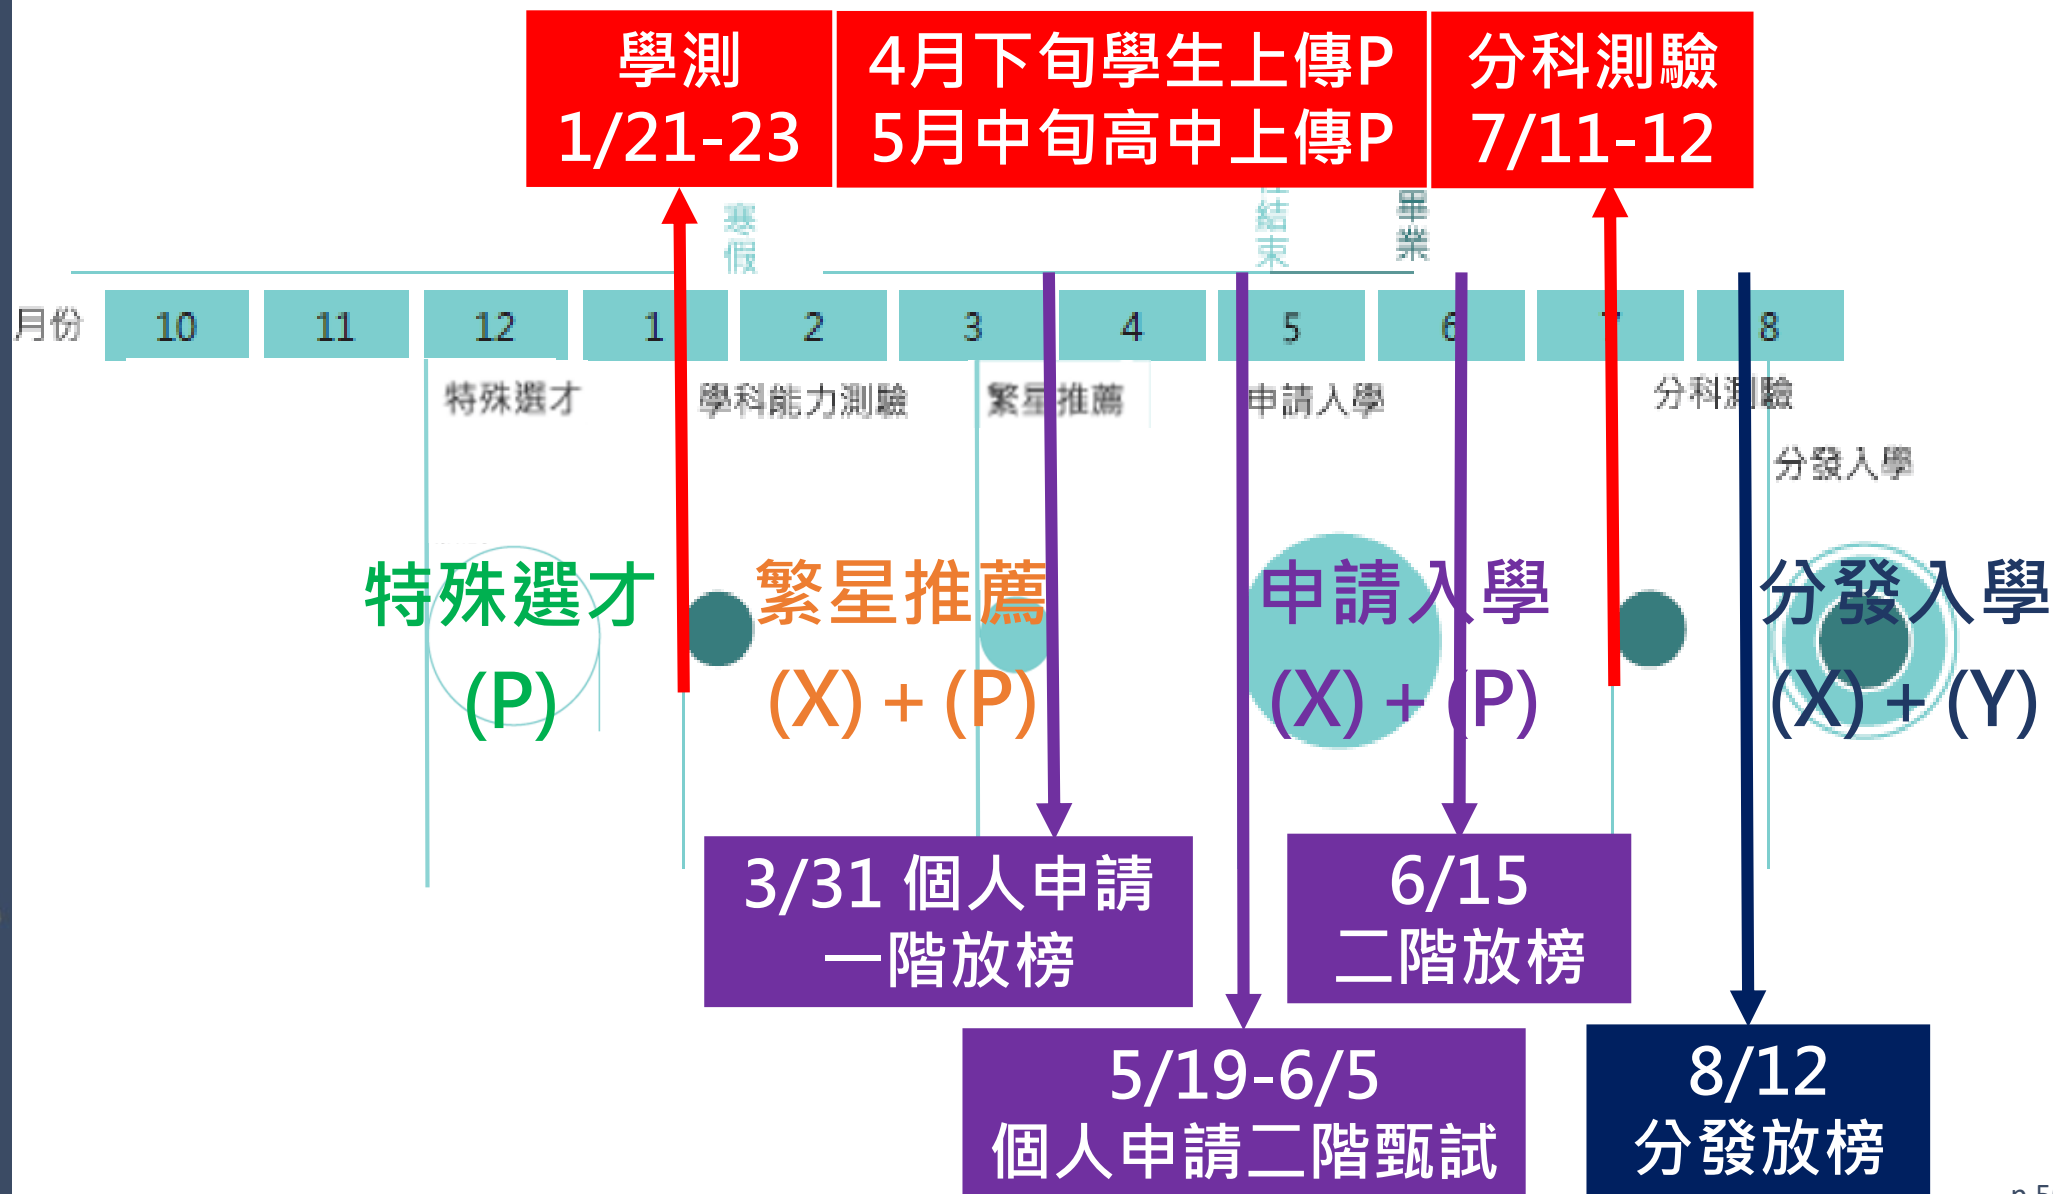 學測
1/21-23
4月下旬學生上傳P
5月中旬高中上傳P
分科測驗
7/11-12
寒假
結束
畢業
月份 10 11 12 1 2 3 4 5 6 7 8
特殊選才
學科能力測驗
繁星推薦
申請入學
分科測驗
分發入學
特殊選才
(P)
繁星推薦
(X) + (P)
申請入學
(X) + (P)
分發入學
(X) + (Y)
3/31 個人申請
一階放榜
6/15
二階放榜
5/19-6/5
個人申請二階甄試
8/12
分發放榜